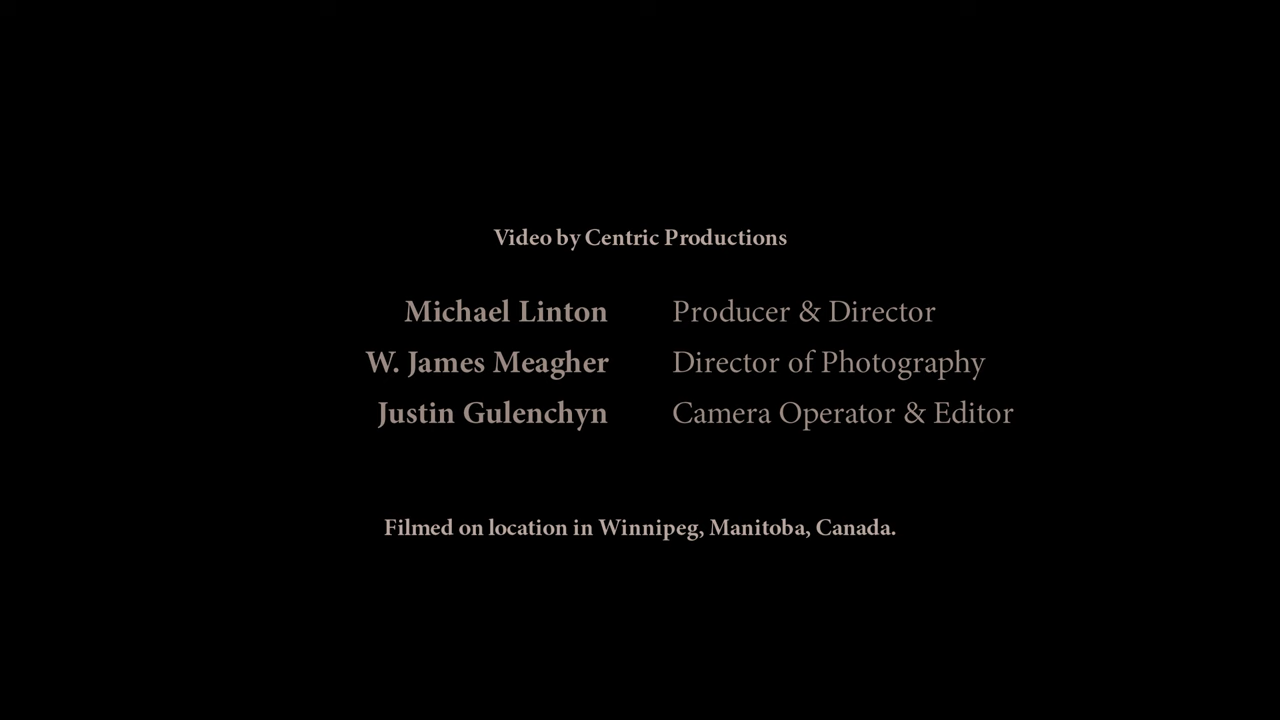 Video by Centric Productions
Michael Linton Producer & Director
W. James Meagher Director of Photography
Justin Gulenchyn Camera Operator & Editor
Filmed on location in Winnipeg, Manitoba, Canada.